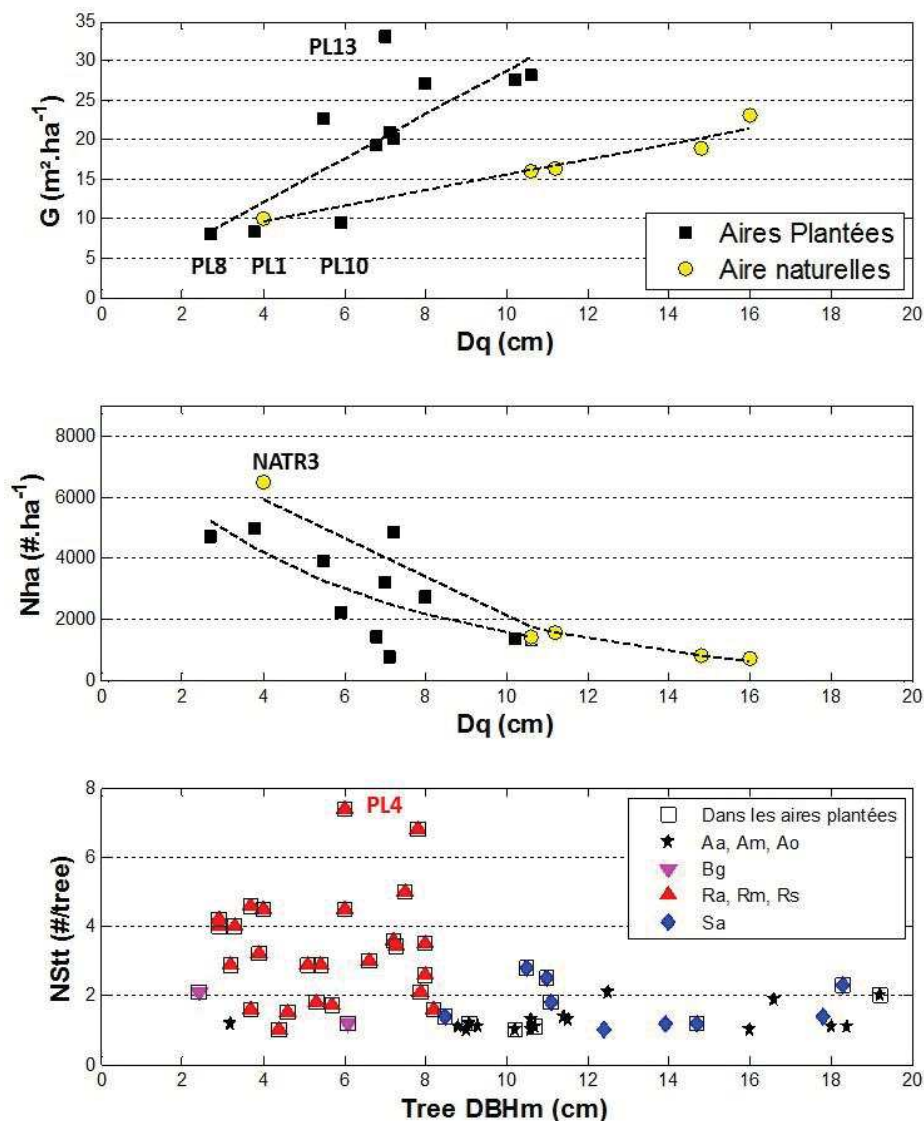 35
30
25
20
15
10
5
0
G (m².ha⁻¹)
PL13
PL8 PL1 PL10
Aires Plantées
Aire naturelles
0 2 4 6 8 10 12 14 16 18 20
Dq (cm)
8000
6000
4000
2000
0
Nha (#.ha⁻¹)
NATR3
0 2 4 6 8 10 12 14 16 18 20
Dq (cm)
8
6
4
2
0
NStt (#/tree)
PL4
Dans les aires plantées
Aa, Am, Ao
Bg
Ra, Rm, Rs
Sa
0 2 4 6 8 10 12 14 16 18 20
Tree DBHm (cm)